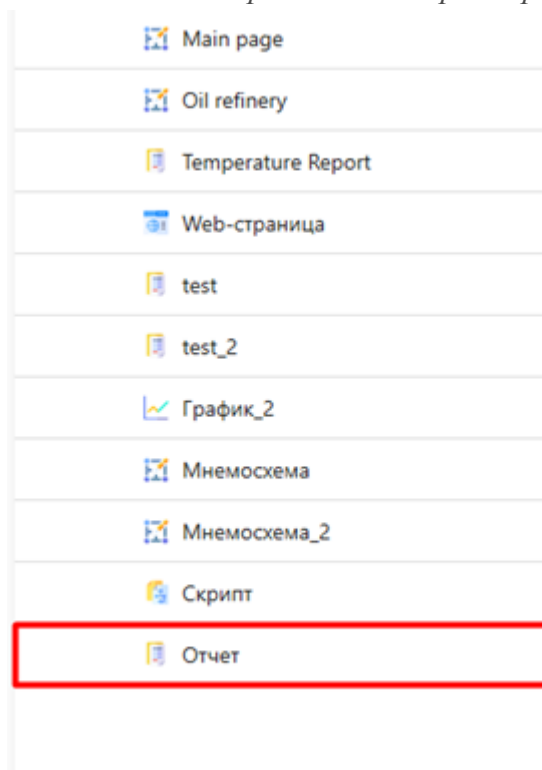 Main page
Oil refinery
Temperature Report
Web-страница
test
test_2
График_2
Мнемосхема
Мнемосхема_2
Скрипт
Отчет